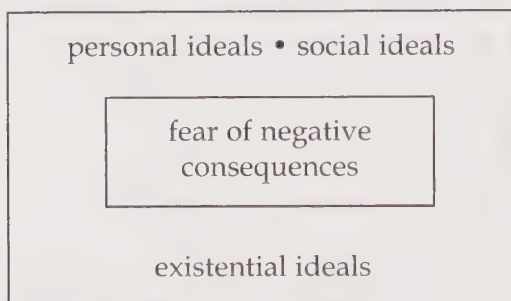 personal ideals • social ideals
fear of negative
consequences
existential ideals